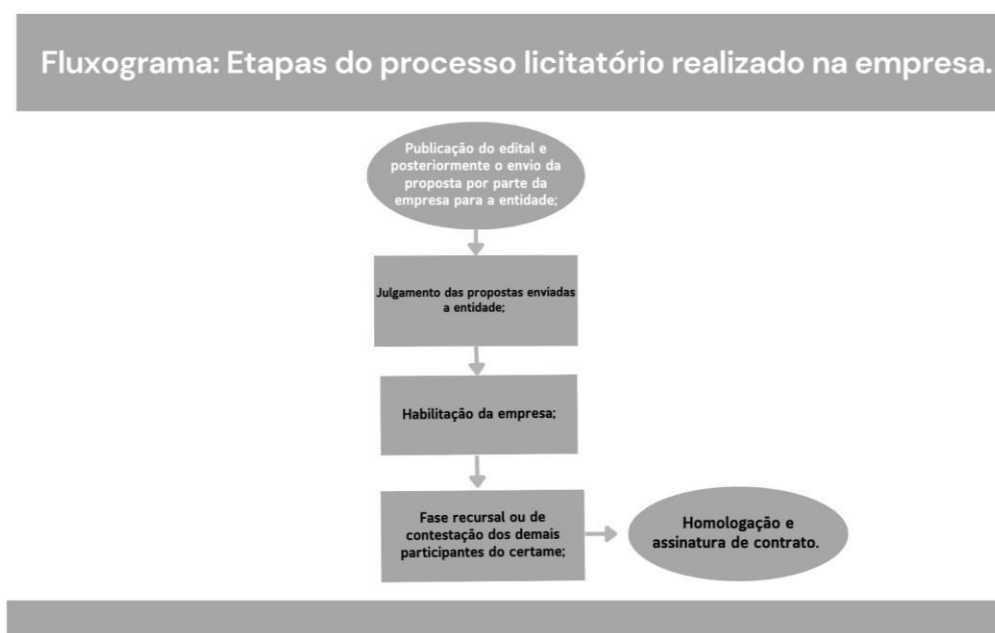 Fluxograma: Etapas do processo licitatório realizado na empresa.
Publicação do edital e
posteriormente o envio da
proposta por parte da
empresa para a entidade;
Julgamento das propostas enviadas
a entidade;
Habilitação da empresa;
Fase recursal ou de
contestação dos demais
participantes do certame;
Homologação e
assinatura de contrato.